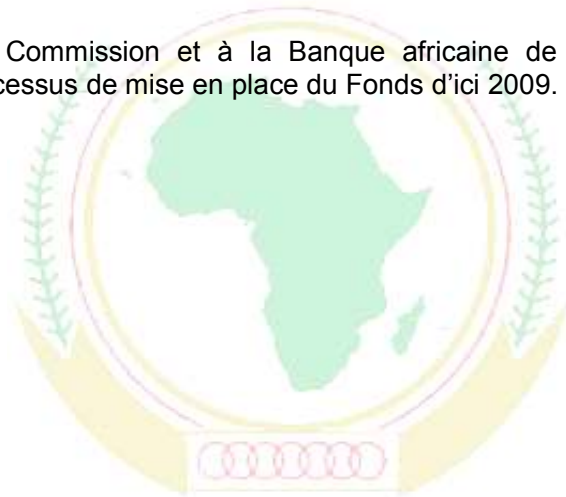 Commission et à la Banque africaine de
cessus de mise en place du Fonds d’ici 2009.